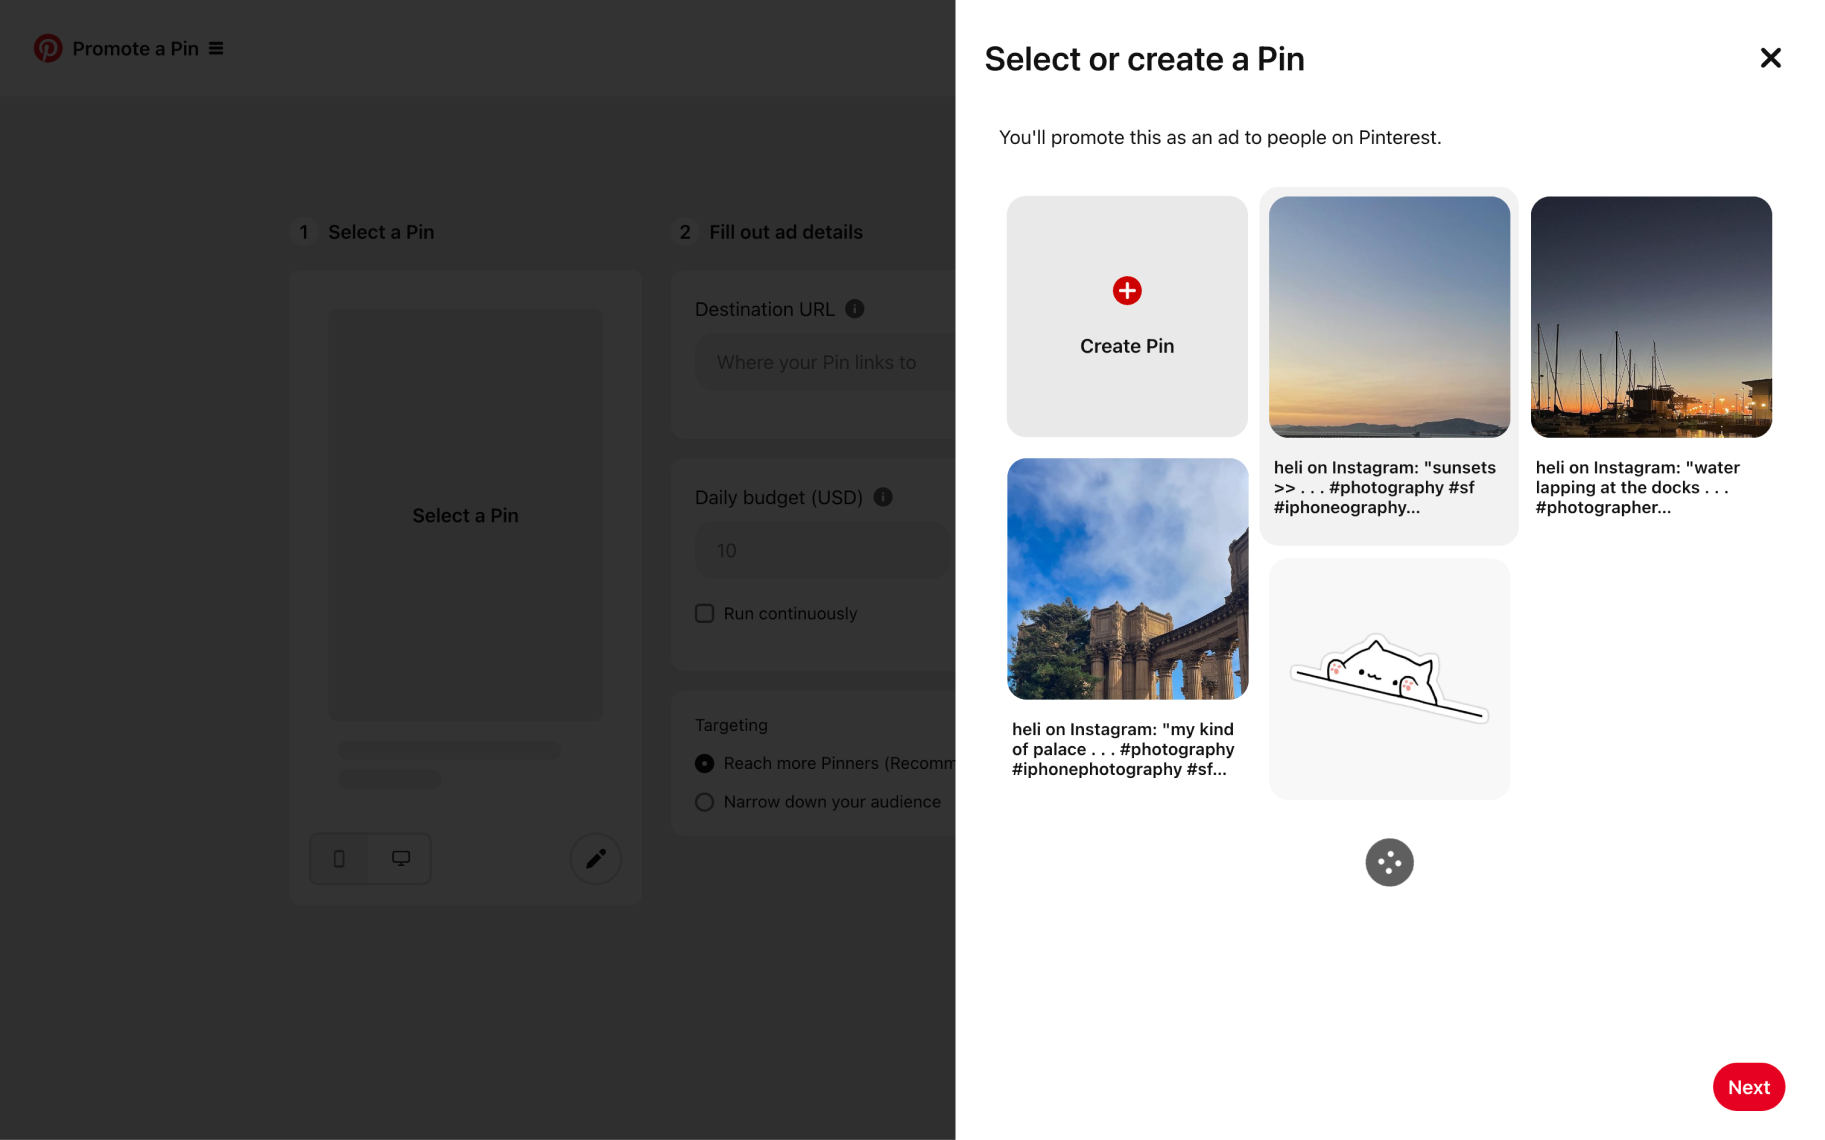 Promote a Pin
1 Select a Pin
Select a Pin
2 Fill out ad details
Destination URL
Where your Pin links to
Daily budget (USD)
10
Run continuously
Targeting
Reach more Pinners (Recomm
Narrow down your audience
Select or create a Pin
You'll promote this as an ad to people on Pinterest.
Create Pin
heli on Instagram: "sunsets
>> . . . #photography #sf
#iphoneography...
heli on Instagram: "water
lapping at the docks . . .
#photographer...
heli on Instagram: "my kind
of palace . . . #photography
#iphonephotography #sf...
Next